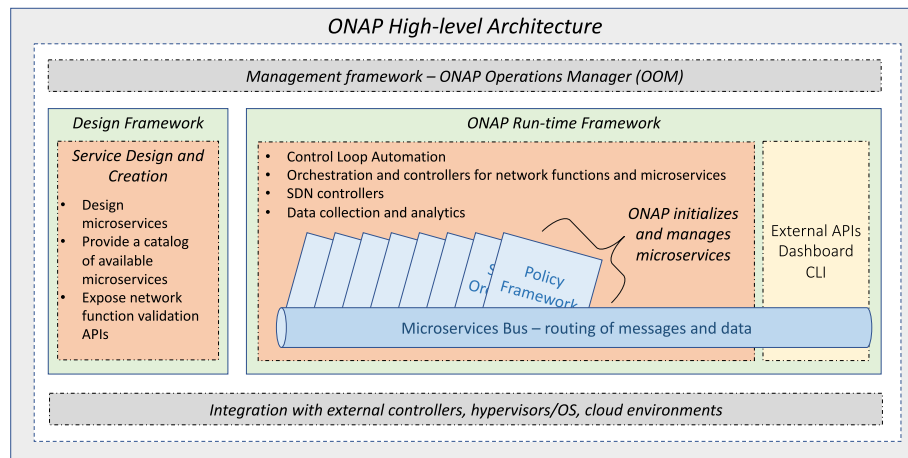 ONAP High-level Architecture
Management framework – ONAP Operations Manager (OOM)
Design Framework
Service Design and
Creation
• Design
microservices
• Provide a catalog
of available
microservices
• Expose network
function validation
APIs
ONAP Run-time Framework
• Control Loop Automation
• Orchestration and controllers for network functions and microservices
• SDN controllers
• Data collection and analytics
ONAP initializes
and manages
microservices
Policy
Framework
Microservices Bus – routing of messages and data
External APIs
Dashboard
CLI
Integration with external controllers, hypervisors/OS, cloud environments